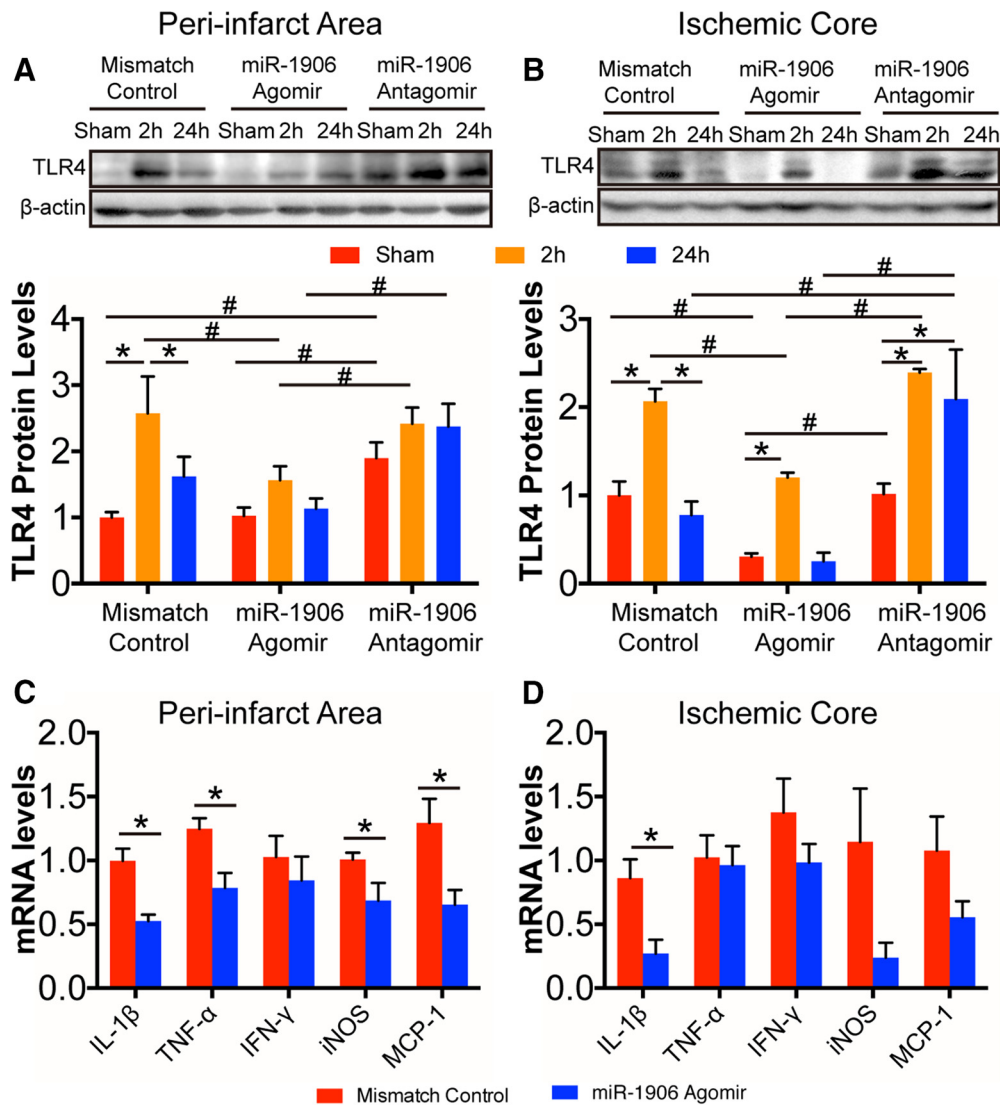 Peri-infarct Area
Ischemic Core
A
Mismatch Control
miR-1906 Agomir
miR-1906 Antagomir
Sham 2h 24h Sham 2h 24h Sham 2h 24h
TLR4
β-actin
B
Mismatch Control
miR-1906 Agomir
miR-1906 Antagomir
Sham 2h 24h Sham 2h 24h Sham 2h 24h
TLR4
β-actin
Sham 2h 24h
TLR4 Protein Levels
4
3
2
1
0
* * # # # # #
Mismatch Control
miR-1906 Agomir
miR-1906 Antagomir
TLR4 Protein Levels
3
2
1
0
* * * * * # # # # # #
Mismatch Control
miR-1906 Agomir
miR-1906 Antagomir
C
Peri-infarct Area
mRNA levels
2.0
1.5
1.0
0.5
0.0
* * * *
IL-1β TNF-α IFN-γ iNOS MCP-1
D
Ischemic Core
mRNA levels
2.0
1.5
1.0
0.5
0.0
*
IL-1β TNF-α IFN-γ iNOS MCP-1
Mismatch Control miR-1906 Agomir